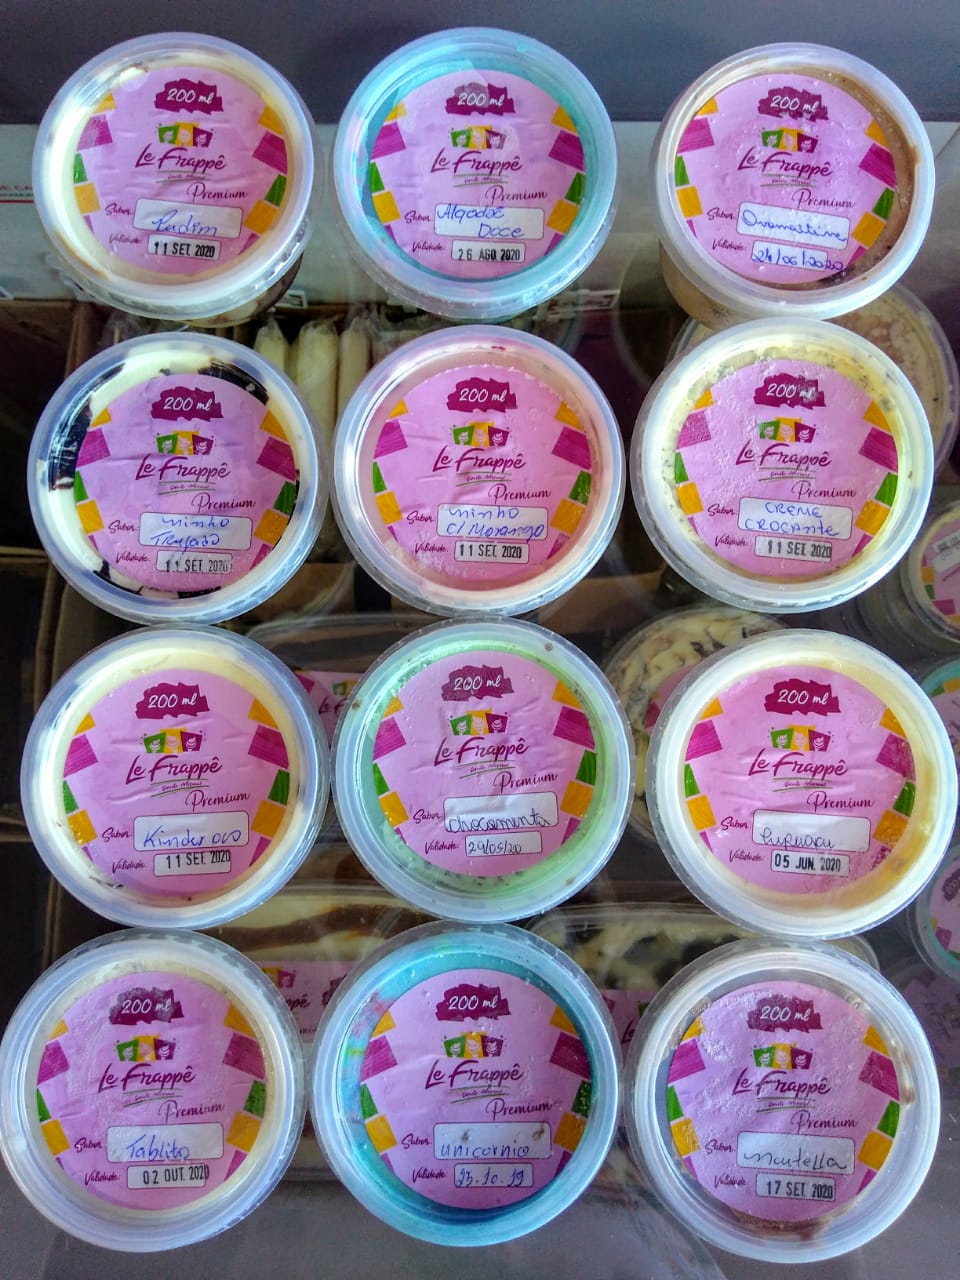 200 ml
Le Frappê
Premium
Sabor:
Pudim
Validade:
11 SET. 2020
200 ml
Le Frappê
Premium
Sabor:
Algodão
Doce
Validade:
26 AGO 2020
200 ml
Le Frappê
Premium
Sabor:
Ovomaltine
Validade:
24/06/2020
200 ml
Le Frappê
Premium
Sabor:
ninho
Trufado
Validade:
11 SET. 2020
200 ml
Le Frappê
Premium
Sabor:
ninho
c/ Morango
Validade:
11 SET. 2020
200 ml
Le Frappê
Premium
Sabor:
CREME
CROCANTE
Validade:
11 SET. 2020
200 ml
Le Frappê
Premium
Sabor:
Kinder ovo
Validade:
11 SET. 2020
200 ml
Le Frappê
Premium
Sabor:
chocomenta
Validade:
29/05/20
200 ml
Le Frappê
Premium
Sabor:
Cupuaçu
Validade:
05 JUN. 2020
200 ml
Le Frappê
Premium
Sabor:
Tablito
Validade:
02 OUT. 2020
200 ml
Le Frappê
Premium
Sabor:
unicornio
Validade:
23.10.19
200 ml
Le Frappê
Premium
Sabor:
nutella
Validade:
17 SET 2020